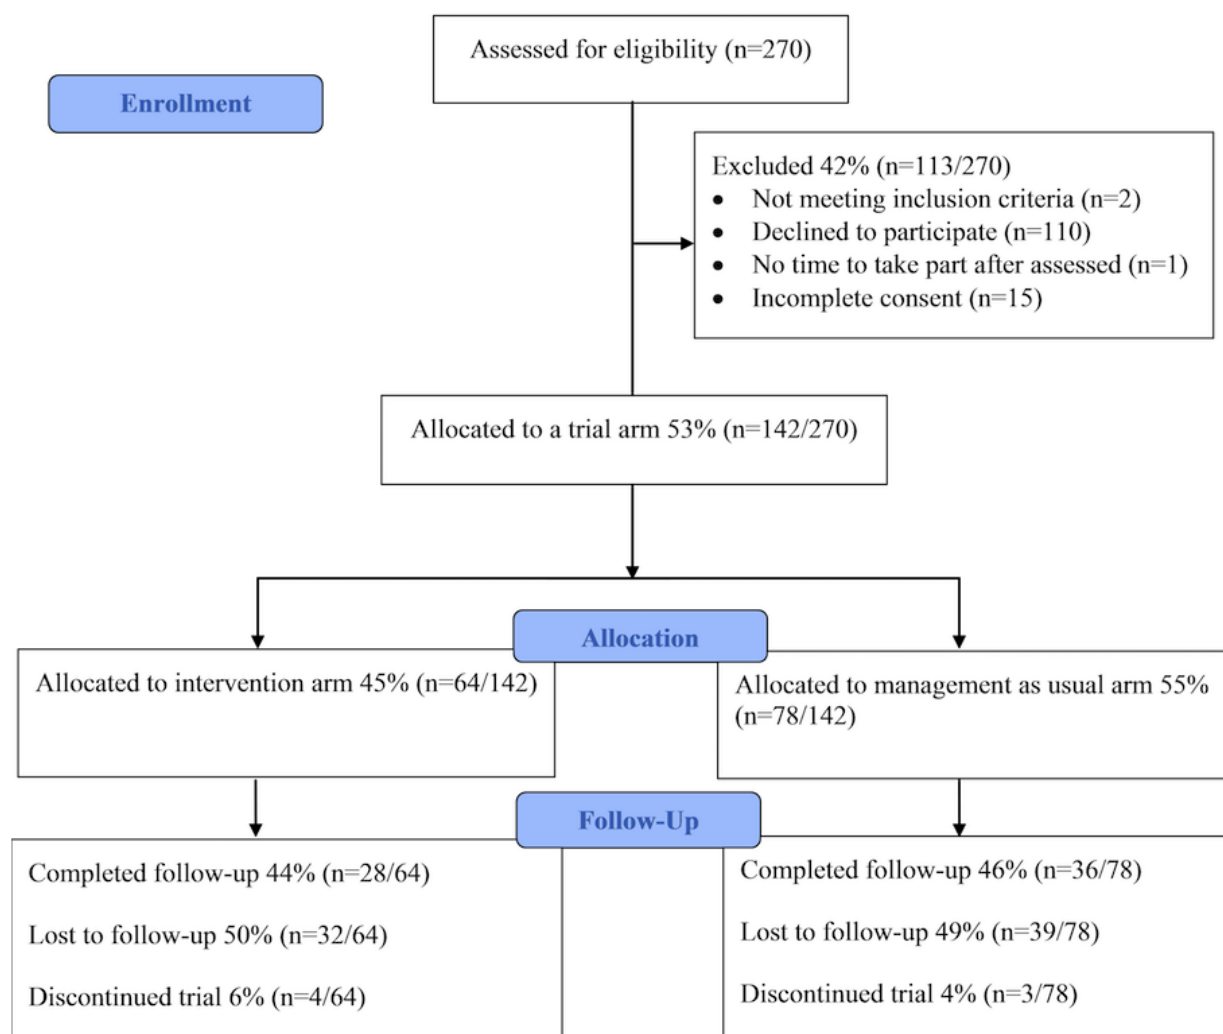 Assessed for eligibility (n=270)
Enrollment
Excluded 42% (n=113/270)
• Not meeting inclusion criteria (n=2)
• Declined to participate (n=110)
• No time to take part after assessed (n=1)
• Incomplete consent (n=15)
Allocated to a trial arm 53% (n=142/270)
Allocation
Allocated to intervention arm 45% (n=64/142)
Allocated to management as usual arm 55%
(n=78/142)
Follow-Up
Completed follow-up 44% (n=28/64)
Lost to follow-up 50% (n=32/64)
Discontinued trial 6% (n=4/64)
Completed follow-up 46% (n=36/78)
Lost to follow-up 49% (n=39/78)
Discontinued trial 4% (n=3/78)